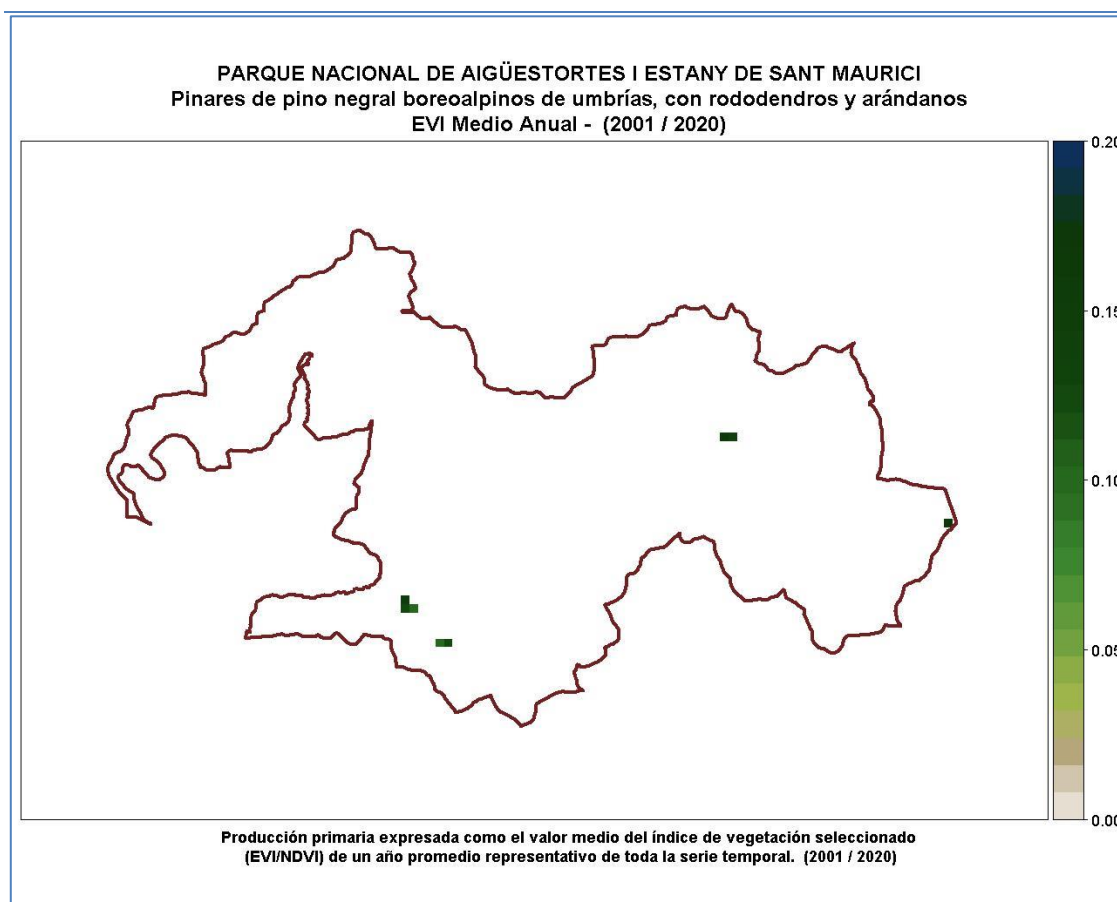 PARQUE NACIONAL DE AIGÜESTORTES I ESTANY DE SANT MAURICI
Pinares de pino negral boreoalpinos de umbrías, con rododendros y arándanos
EVI Medio Anual - (2001 / 2020)
0.20
0.15
0.10
0.05
0.00
Producción primaria expresada como el valor medio del índice de vegetación seleccionado
(EVI/NDVI) de un año promedio representativo de toda la serie temporal. (2001 / 2020)